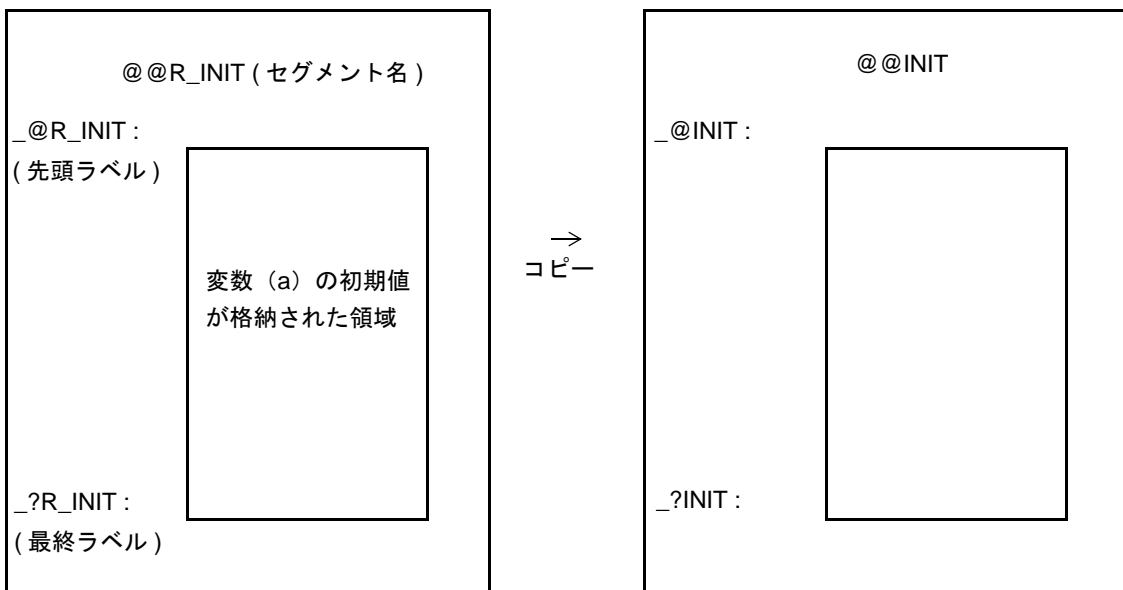 @@R_INIT ( セグメント名 )
_@R_INIT :
( 先頭ラベル )
変数（a）の初期値
が格納された領域
_?R_INIT :
( 最終ラベル )
→
コピー
@@INIT
_@INIT :
_?INIT :